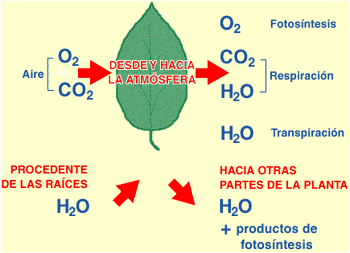 Aire
O2
CO2
DESDE Y HACIA
LA ATMÓSFERA
O2
Fotosíntesis
CO2
H2O
Respiración
H2O
Transpiración
PROCEDENTE
DE LAS RAÍCES
H2O
HACIA OTRAS
PARTES DE LA PLANTA
H2O
+ productos de
fotosíntesis